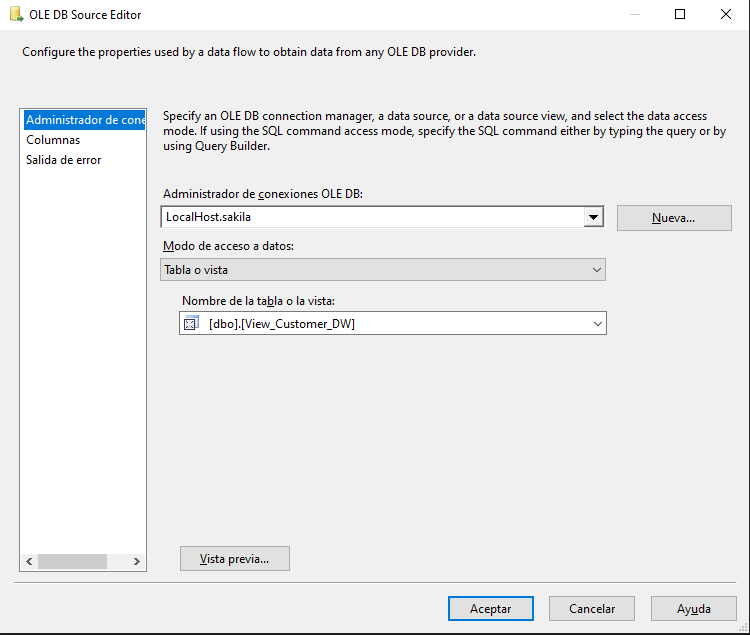 OLE DB Source Editor
Configure the properties used by a data flow to obtain data from any OLE DB provider.
Administrador de cone
Columnas
Salida de error
Specify an OLE DB connection manager, a data source, or a data source view, and select the data access
mode. If using the SQL command access mode, specify the SQL command either by typing the query or by
using Query Builder.
Administrador de conexiones OLE DB:
LocalHost.sakila
Nueva...
Modo de acceso a datos:
Tabla o vista
Nombre de la tabla o la vista:
[dbo].[View_Customer_DW]
Vista previa...
Aceptar
Cancelar
Ayuda